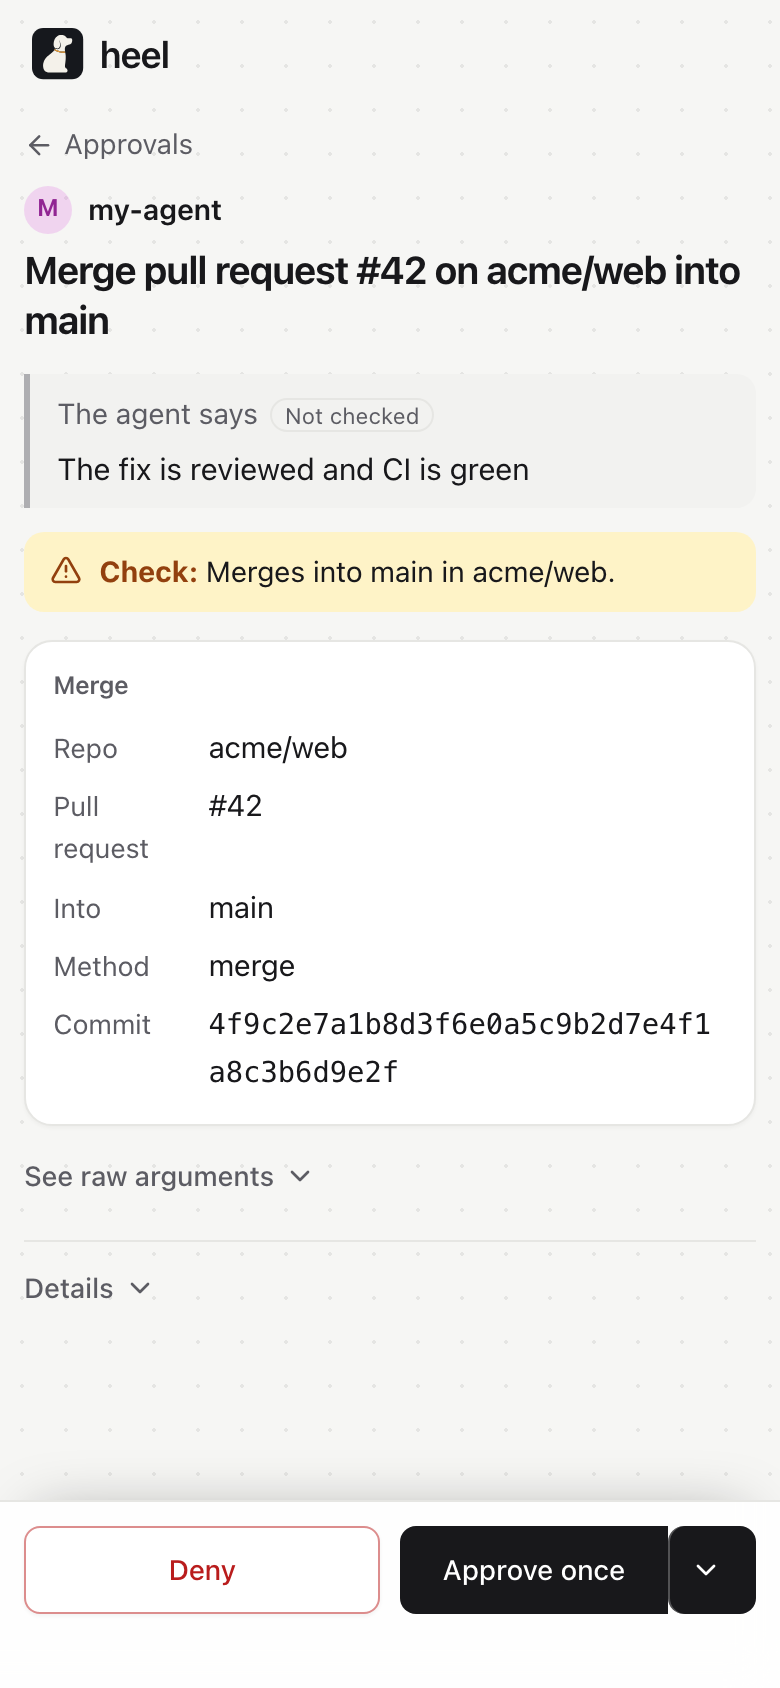 heel
← Approvals
M my-agent
Merge pull request #42 on acme/web into
main
The agent says Not checked
The fix is reviewed and CI is green
Check: Merges into main in acme/web.
Merge
Repo acme/web
Pull #42
request
Into main
Method merge
Commit 4f9c2e7a1b8d3f6e0a5c9b2d7e4f1
a8c3b6d9e2f
See raw arguments
Details
Deny Approve once